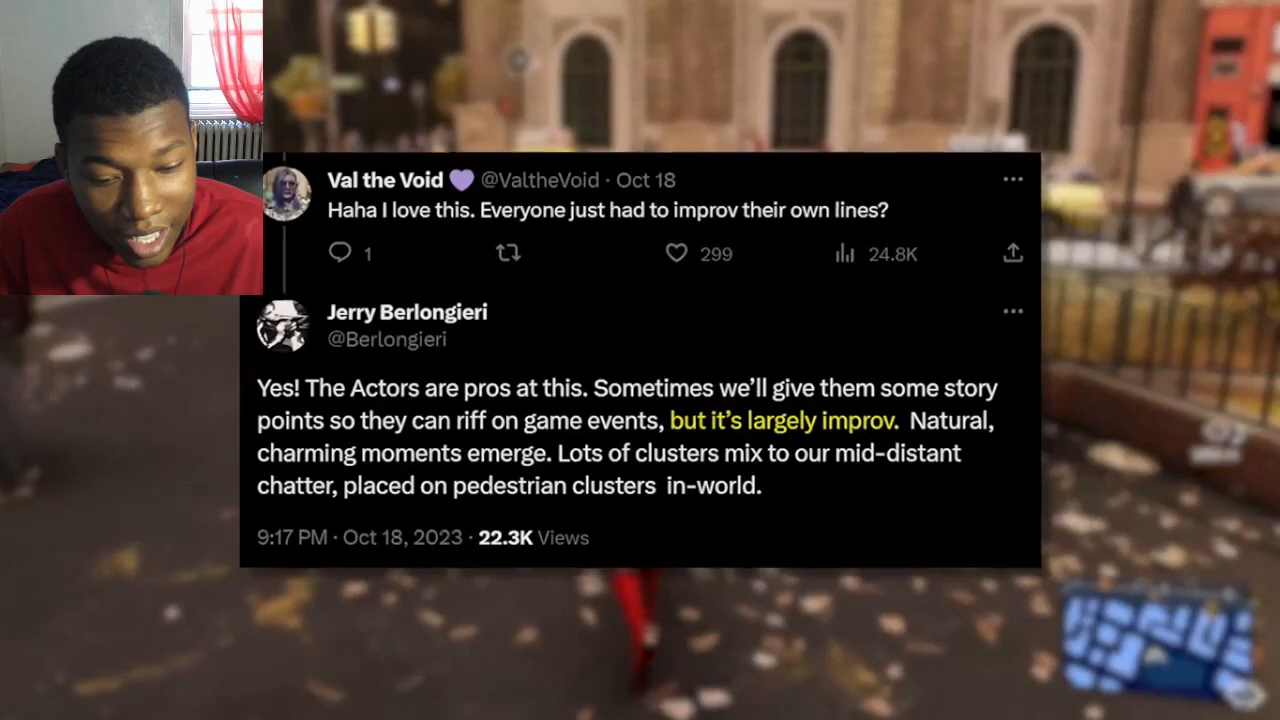 Val the Void 💜 @ValtheVoid · Oct 18
Haha I love this. Everyone just had to improv their own lines?
1 299 24.8K
Jerry Berlongieri
@Berlongieri
Yes! The Actors are pros at this. Sometimes we’ll give them some story
points so they can riff on game events, but it’s largely improv. Natural,
charming moments emerge. Lots of clusters mix to our mid-distant
chatter, placed on pedestrian clusters in-world.
9:17 PM · Oct 18, 2023 · 22.3K Views